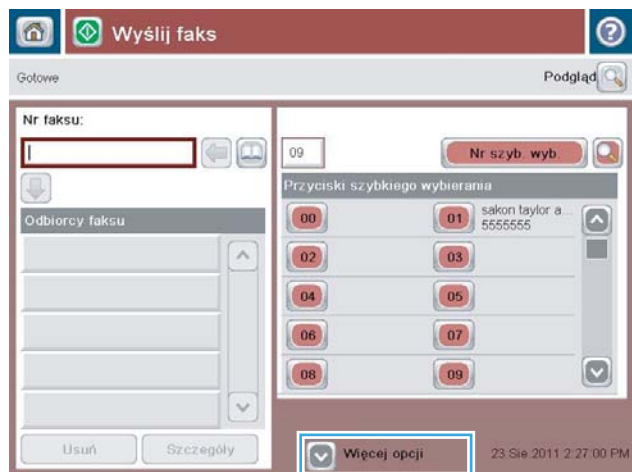 Wyślij faks
Gotowe
Podgląd
Nr faksu:
09
Nr szyb. wyb.
Przyciski szybkiego wybierania
Odbiorcy faksu
00
01
sakon taylor a...
5555555
02
03
04
05
06
07
08
09
Usuń
Szczegóły
Więcej opcji
23 Sie 2011 2:27:00 PM